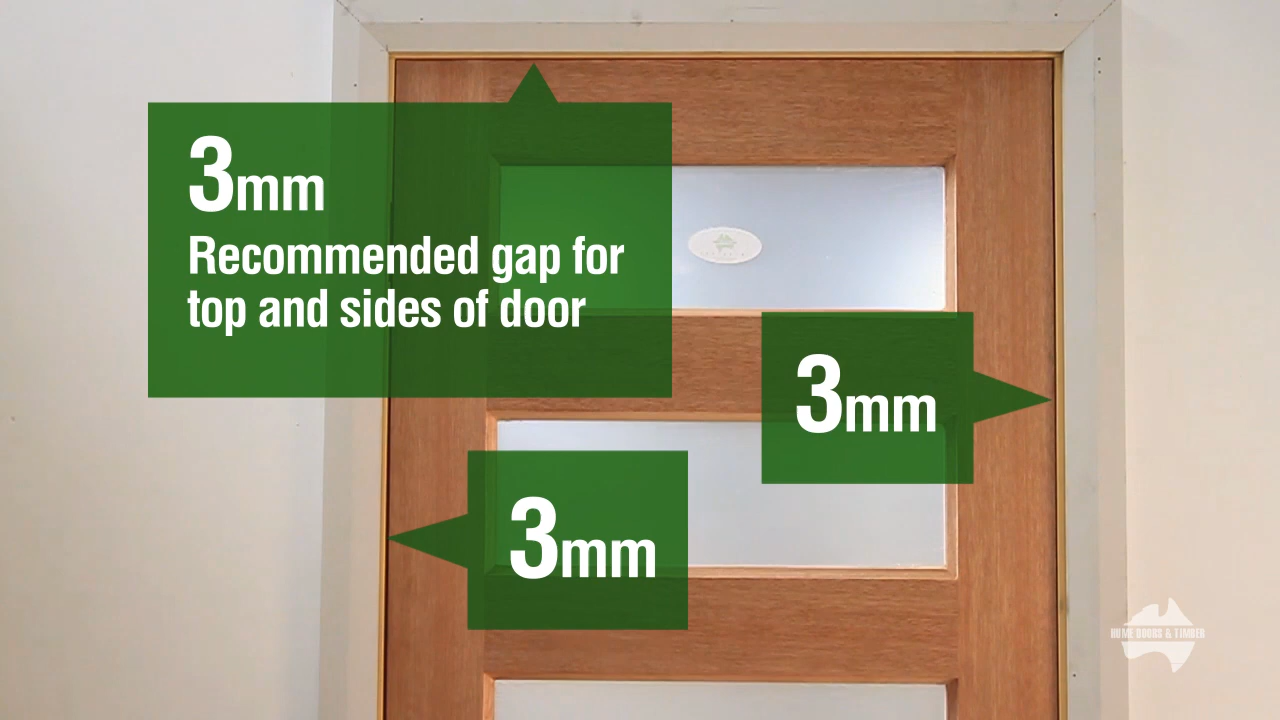 3mm
Recommended gap for
top and sides of door
3mm
3mm
HUME DOORS & TIMBER